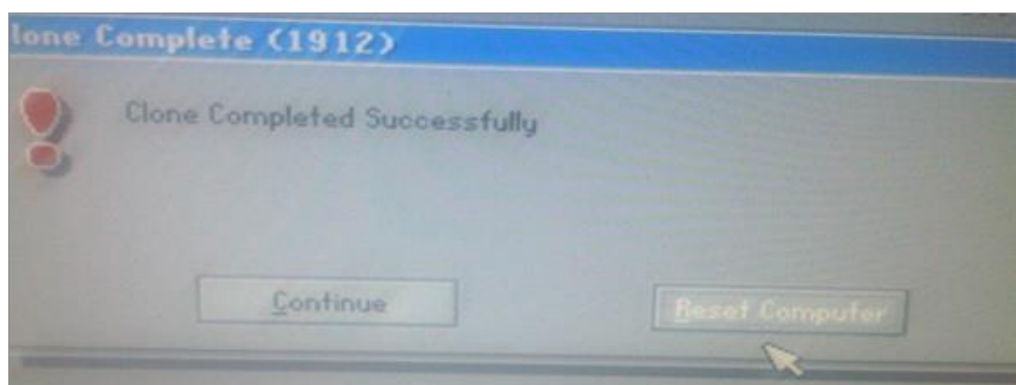 lone Complete (1912)
Clone Completed Successfully
Continue
Reset Computer